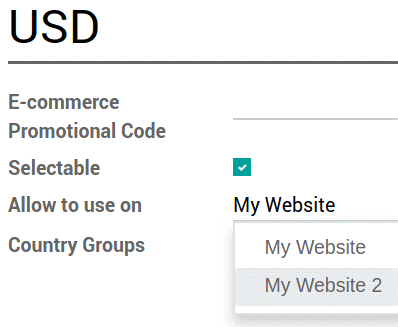 USD
E-commerce
Promotional Code
Selectable
Allow to use on My Website
Country Groups
My Website
My Website 2